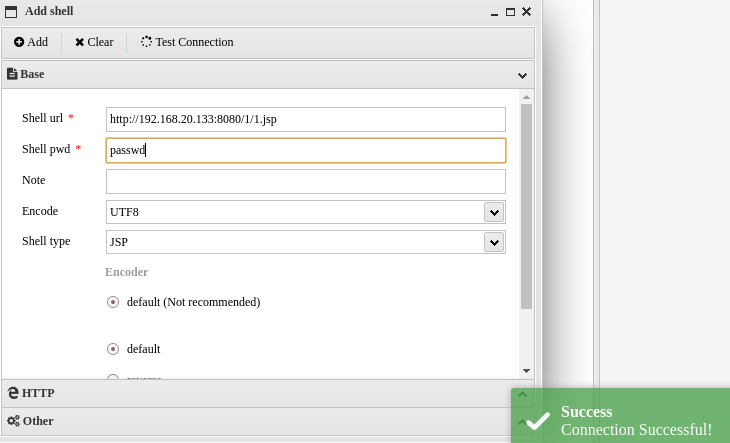 Add shell
Add Clear Test Connection
Base
Shell url * http://192.168.20.133:8080/1/1.jsp
Shell pwd * passwd
Note
Encode UTF8
Shell type JSP
Encoder
default (Not recommended)
default
HTTP
Other
Success
Connection Successful!